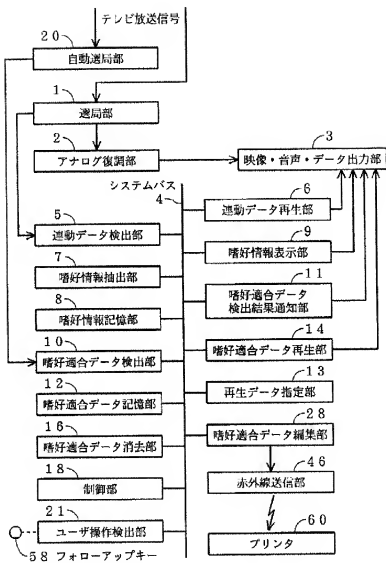 テレビ放送信号
20
自動選局部
1
選局部
2
アナログ復調部
3
映像・音声・データ出力部
システムバス
4
5
連動データ検出部
6
連動データ再生部
7
嗜好情報抽出部
9
嗜好情報表示部
8
嗜好情報記憶部
11
嗜好適合データ
検出結果通知部
10
嗜好適合データ検出部
14
嗜好適合データ再生部
12
嗜好適合データ記憶部
13
再生データ指定部
16
嗜好適合データ消去部
28
嗜好適合データ編集部
18
制御部
46
赤外線送信部
21
ユーザ操作検出部
58 フォローアップキー
60
プリンタ